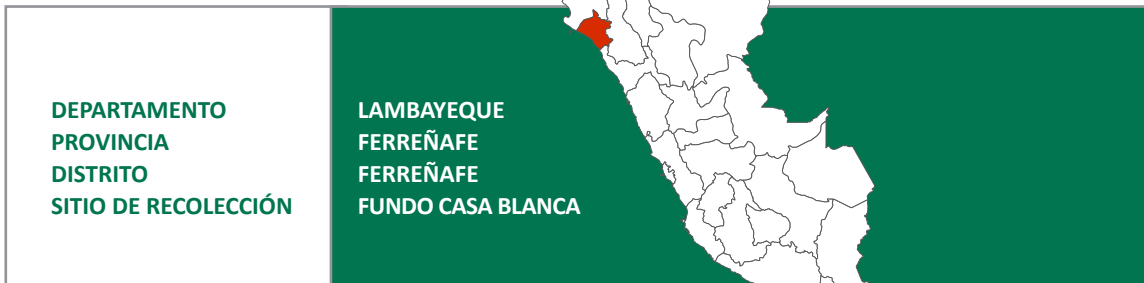 DEPARTAMENTO LAMBAYEQUE
PROVINCIA FERREÑAFE
DISTRITO FERREÑAFE
SITIO DE RECOLECCIÓN FUNDO CASA BLANCA